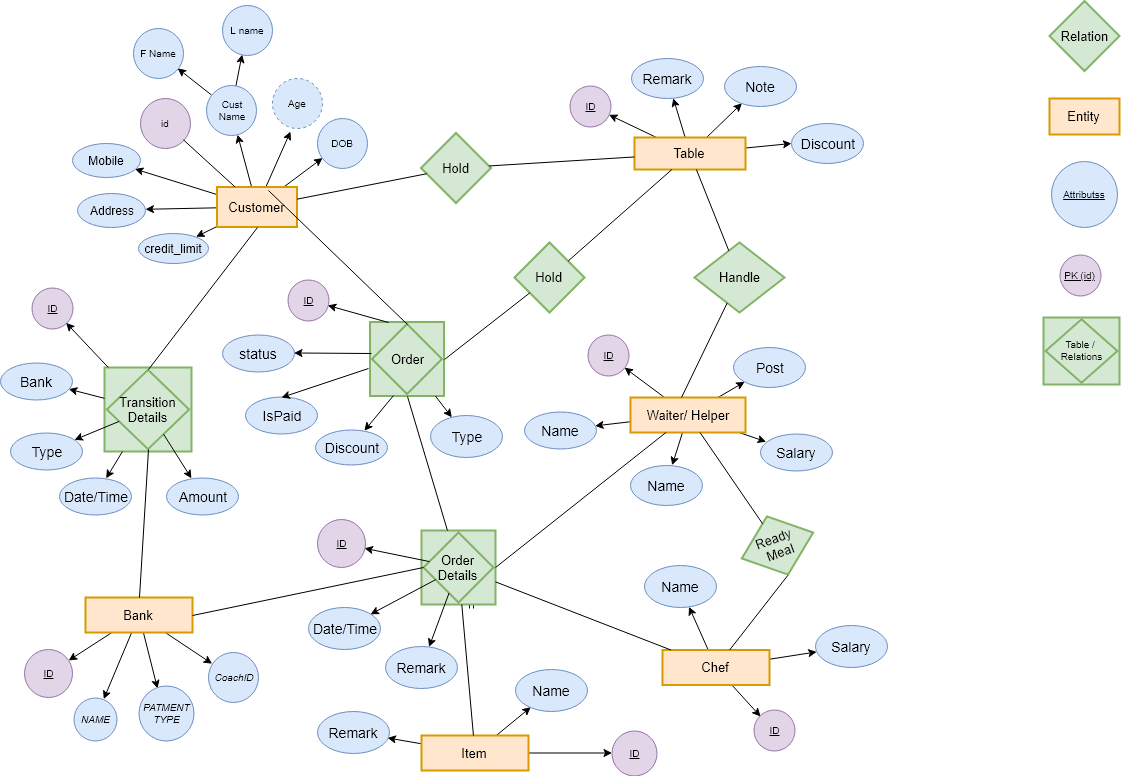 L name
F Name
Cust
Name
Age
id
DOB
Mobile
Address
credit_limit
Customer
Hold
Remark
Note
ID
Discount
Table
Relation
Entity
Attributss
PK (id)
Table /
Relations
Hold
Handle
ID
ID
Order
status
IsPaid
Discount
Type
Bank
Transition
Details
Type
Date/Time
Amount
ID
Post
Waiter/ Helper
Name
Salary
Name
Ready
Meal
ID
Order
Details
Date/Time
Remark
Name
Salary
Chef
ID
Bank
ID
NAME
PATMENT
TYPE
CoachID
Name
Remark
Item
ID